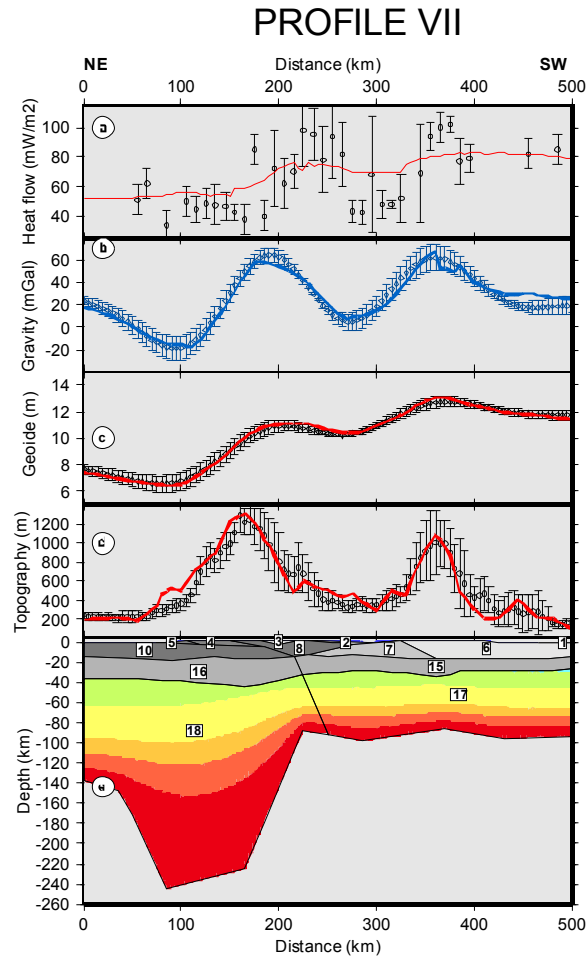 PROFILE VII
NE Distance (km) SW
0 100 200 300 400 500
Heat flow (mW/m2)
100
80
60
40
Gravity (mGal)
60
40
20
0
-20
Geoide (m)
14
12
10
8
6
c
Topography (m)
1200
1000
800
600
400
200
Depth (km)
0
-20
-40
-60
-80
-100
-120
-140
-160
-180
-200
-220
-240
-260
5 4 3 2 1
10 8 7 6
16 15
17
18
0 100 200 300 400 500
Distance (km)